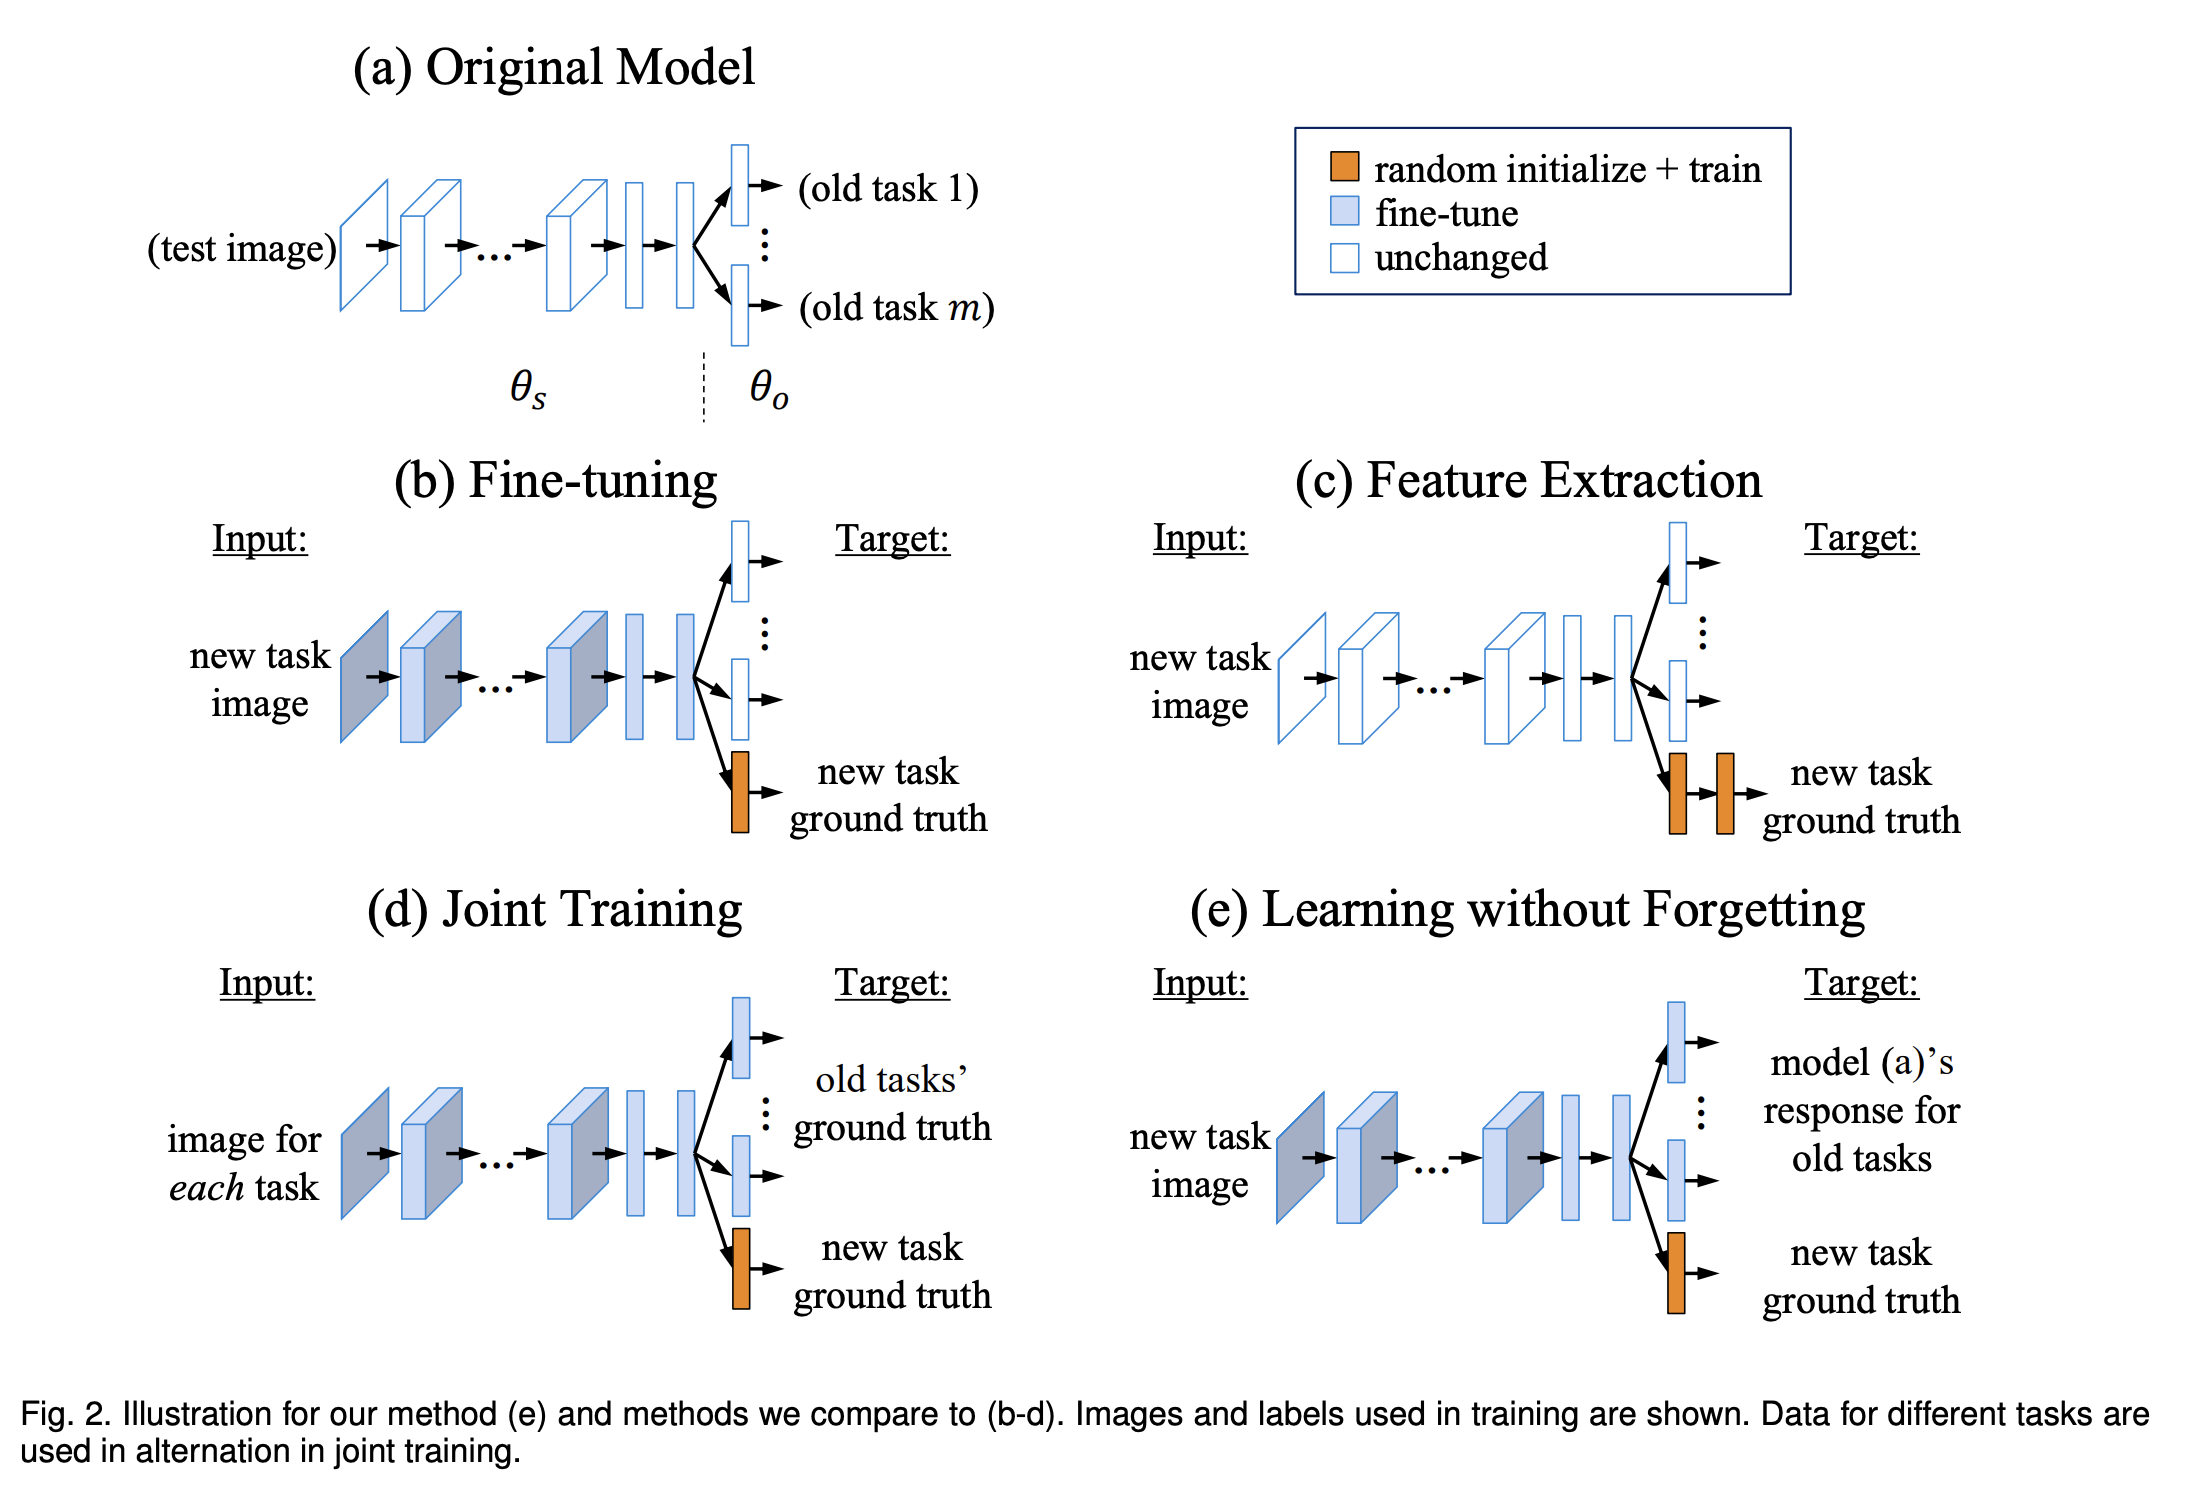 (a) Original Model
(test image)
(old task 1)
⋮
(old task m)
...
θs
θo
random initialize + train
fine-tune
unchanged
(b) Fine-tuning
Input:
Target:
new task
image
...
⋮
new task
ground truth
(c) Feature Extraction
Input:
Target:
new task
image
...
⋮
new task
ground truth
(d) Joint Training
Input:
Target:
image for
each task
...
old tasks’
⋮
ground truth
new task
ground truth
(e) Learning without Forgetting
Input:
Target:
new task
image
...
⋮
model (a)’s
response for
old tasks
new task
ground truth
Fig. 2. Illustration for our method (e) and methods we compare to (b-d). Images and labels used in training are shown. Data for different tasks are
used in alternation in joint training.